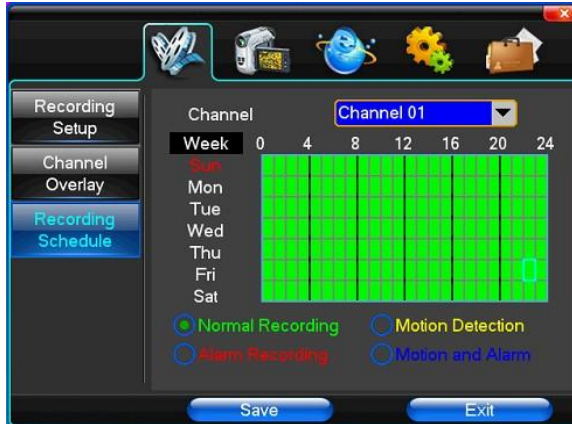 Recording
Setup
Channel
Overlay
Recording
Schedule
Channel Channel 01
Week 0 4 8 12 16 20 24
Sun
Mon
Tue
Wed
Thu
Fri
Sat
Normal Recording Motion Detection
Alarm Recording Motion and Alarm
Save Exit